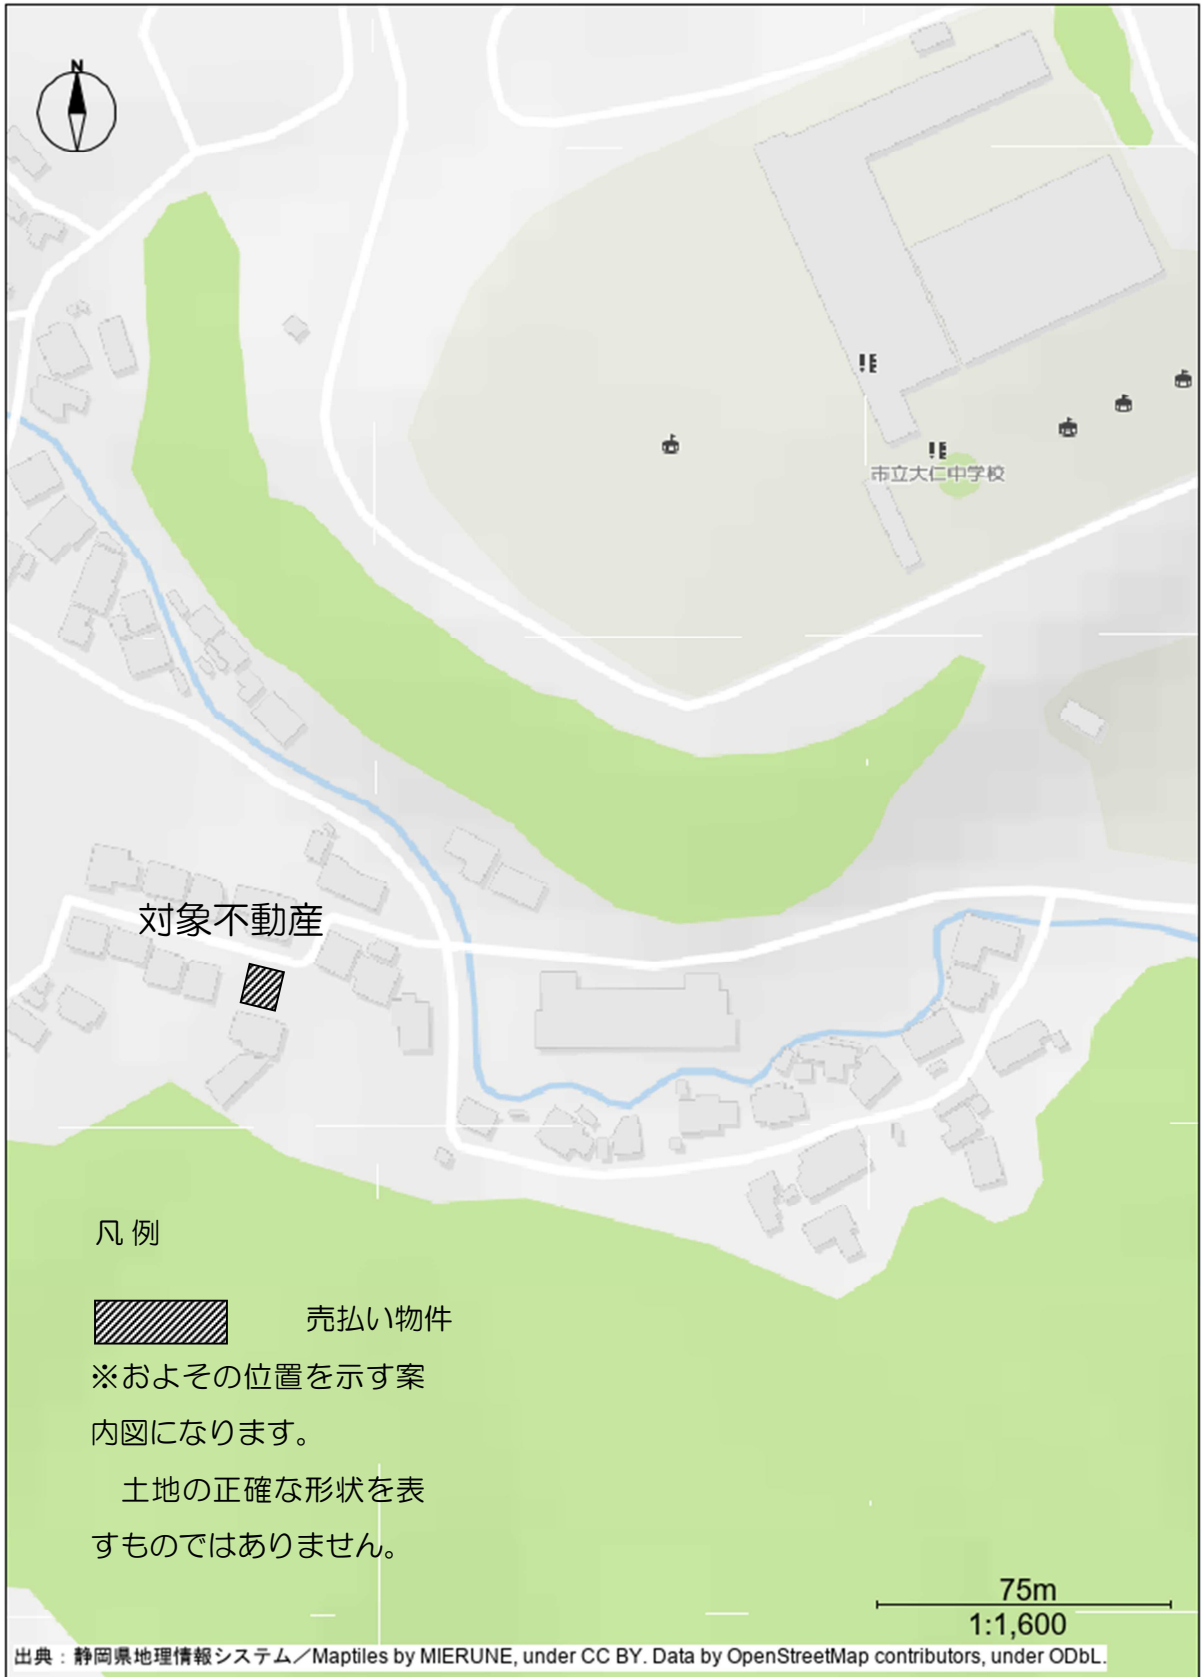 N
市立大仁中学校
対象不動産
凡例
売払い物件
※およその位置を示す案
内図になります。
土地の正確な形状を表
すものではありません。
75m
1:1,600
出典：静岡県地理情報システム／Maptiles by MIERUNE, under CC BY. Data by OpenStreetMap contributors, under ODbL.